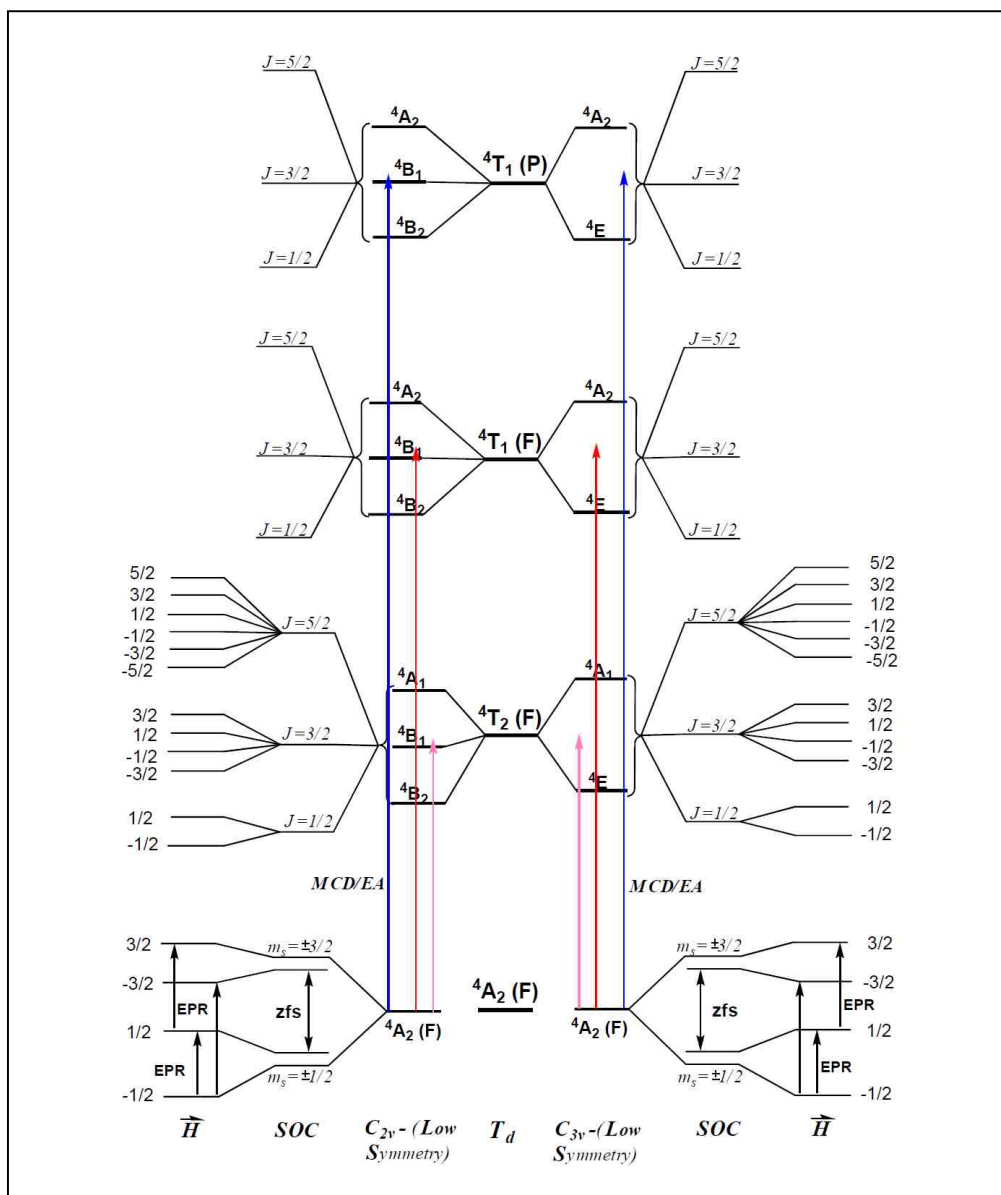 J=5/2 J=5/2
⁴A₂ ⁴A₂
⁴T₁ (P)
J=3/2 ⁴B₁ J=3/2
⁴B₂ ⁴E
J=1/2 J=1/2
J=5/2 J=5/2
⁴A₂ ⁴A₂
⁴T₁ (F)
J=3/2 ⁴B₁ J=3/2
⁴B₂ ⁴E
J=1/2 J=1/2
5/2 5/2
3/2 3/2
1/2 J=5/2 J=5/2 1/2
-1/2 -1/2
-3/2 -3/2
-5/2 -5/2
⁴A₁ ⁴A₁
⁴T₂ (F)
3/2 3/2
1/2 J=3/2 ⁴B₁ J=3/2 1/2
-1/2 -1/2
-3/2 -3/2
⁴B₂ ⁴E
1/2 J=1/2 J=1/2 1/2
-1/2 -1/2
MCD/EA MCD/EA
3/2 mₛ=±3/2 mₛ=±3/2 3/2
-3/2 -3/2
⁴A₂ (F)
EPR zfs zfs EPR
1/2 ⁴A₂ (F) ⁴A₂ (F) 1/2
EPR EPR
mₛ=±1/2 mₛ=±1/2
-1/2 -1/2
H⃗ SOC C₂ᵥ-(Low T_d C₃ᵥ-(Low SOC H⃗
Symmetry) Symmetry)